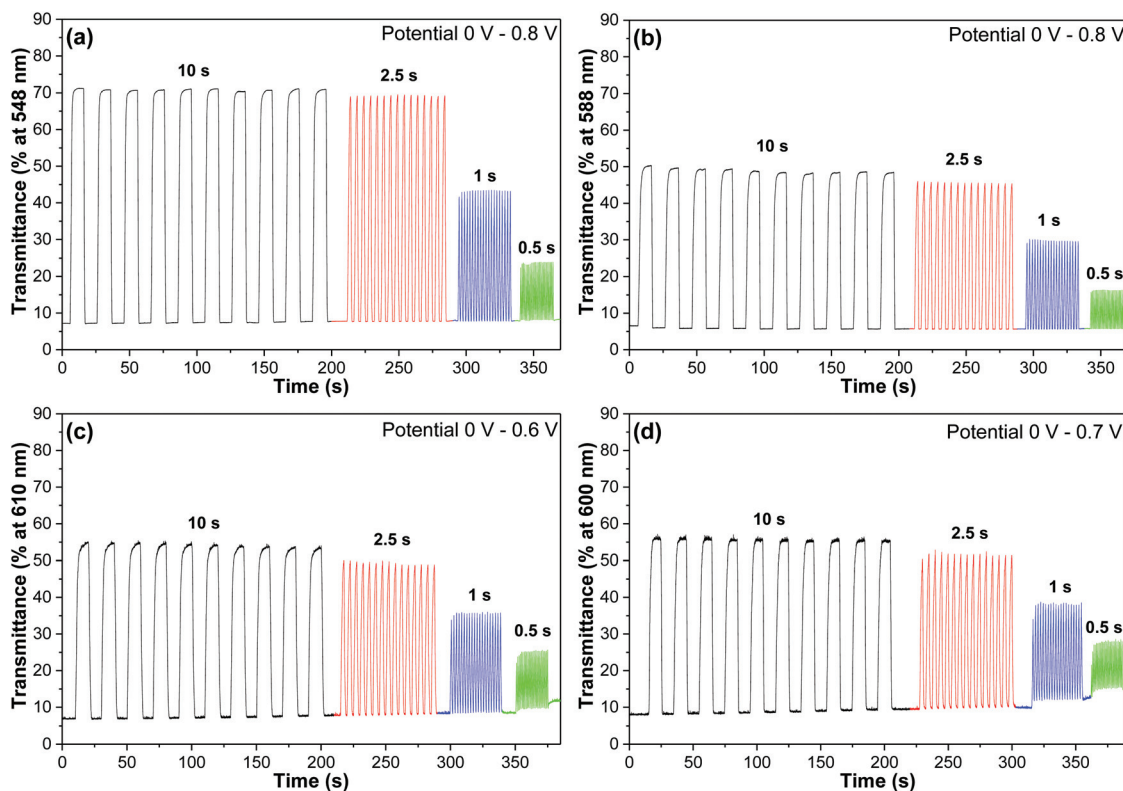 (a)
Potential 0 V - 0.8 V
10 s
2.5 s
1 s
0.5 s
Transmittance (% at 548 nm)
90
80
70
60
50
40
30
20
10
0
0 50 100 150 200 250 300 350
Time (s)
(b)
Potential 0 V - 0.8 V
10 s
2.5 s
1 s
0.5 s
Transmittance (% at 588 nm)
90
80
70
60
50
40
30
20
10
0
0 50 100 150 200 250 300 350
Time (s)
(c)
Potential 0 V - 0.6 V
10 s
2.5 s
1 s
0.5 s
Transmittance (% at 610 nm)
90
80
70
60
50
40
30
20
10
0
0 50 100 150 200 250 300 350
Time (s)
(d)
Potential 0 V - 0.7 V
10 s
2.5 s
1 s
0.5 s
Transmittance (% at 600 nm)
90
80
70
60
50
40
30
20
10
0
0 50 100 150 200 250 300 350
Time (s)